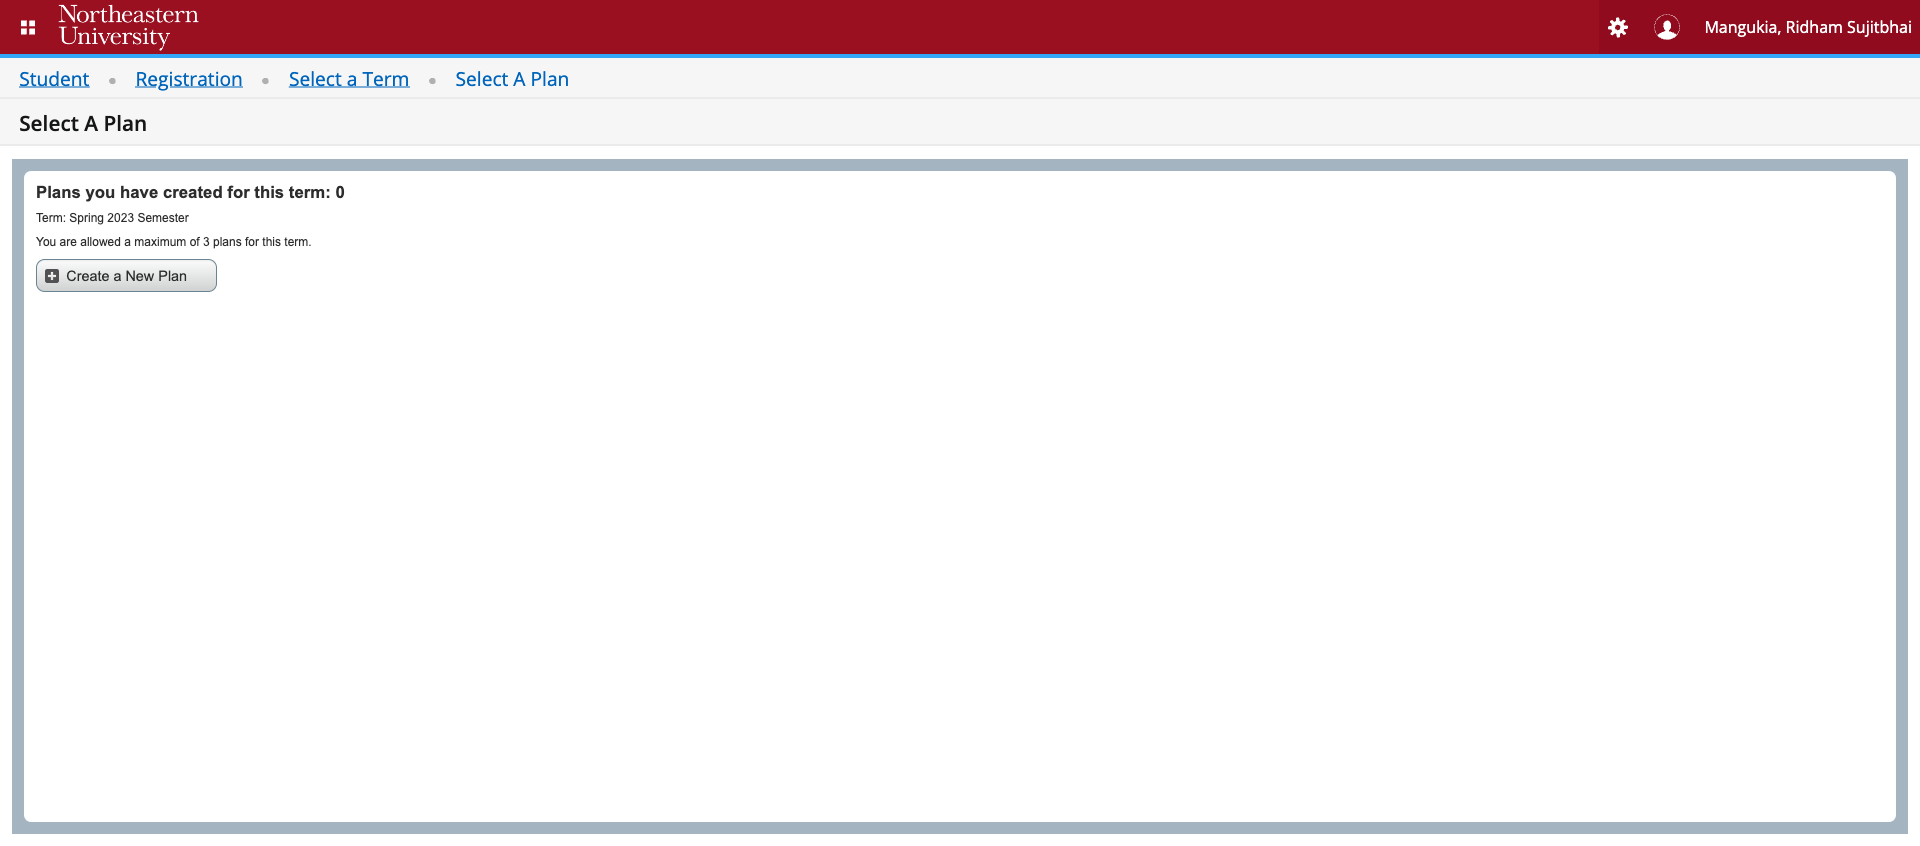 Northeastern
University
Mangukia, Ridham Sujitbhai
Student • Registration • Select a Term • Select A Plan
Select A Plan
Plans you have created for this term: 0
Term: Spring 2023 Semester
You are allowed a maximum of 3 plans for this term.
Create a New Plan